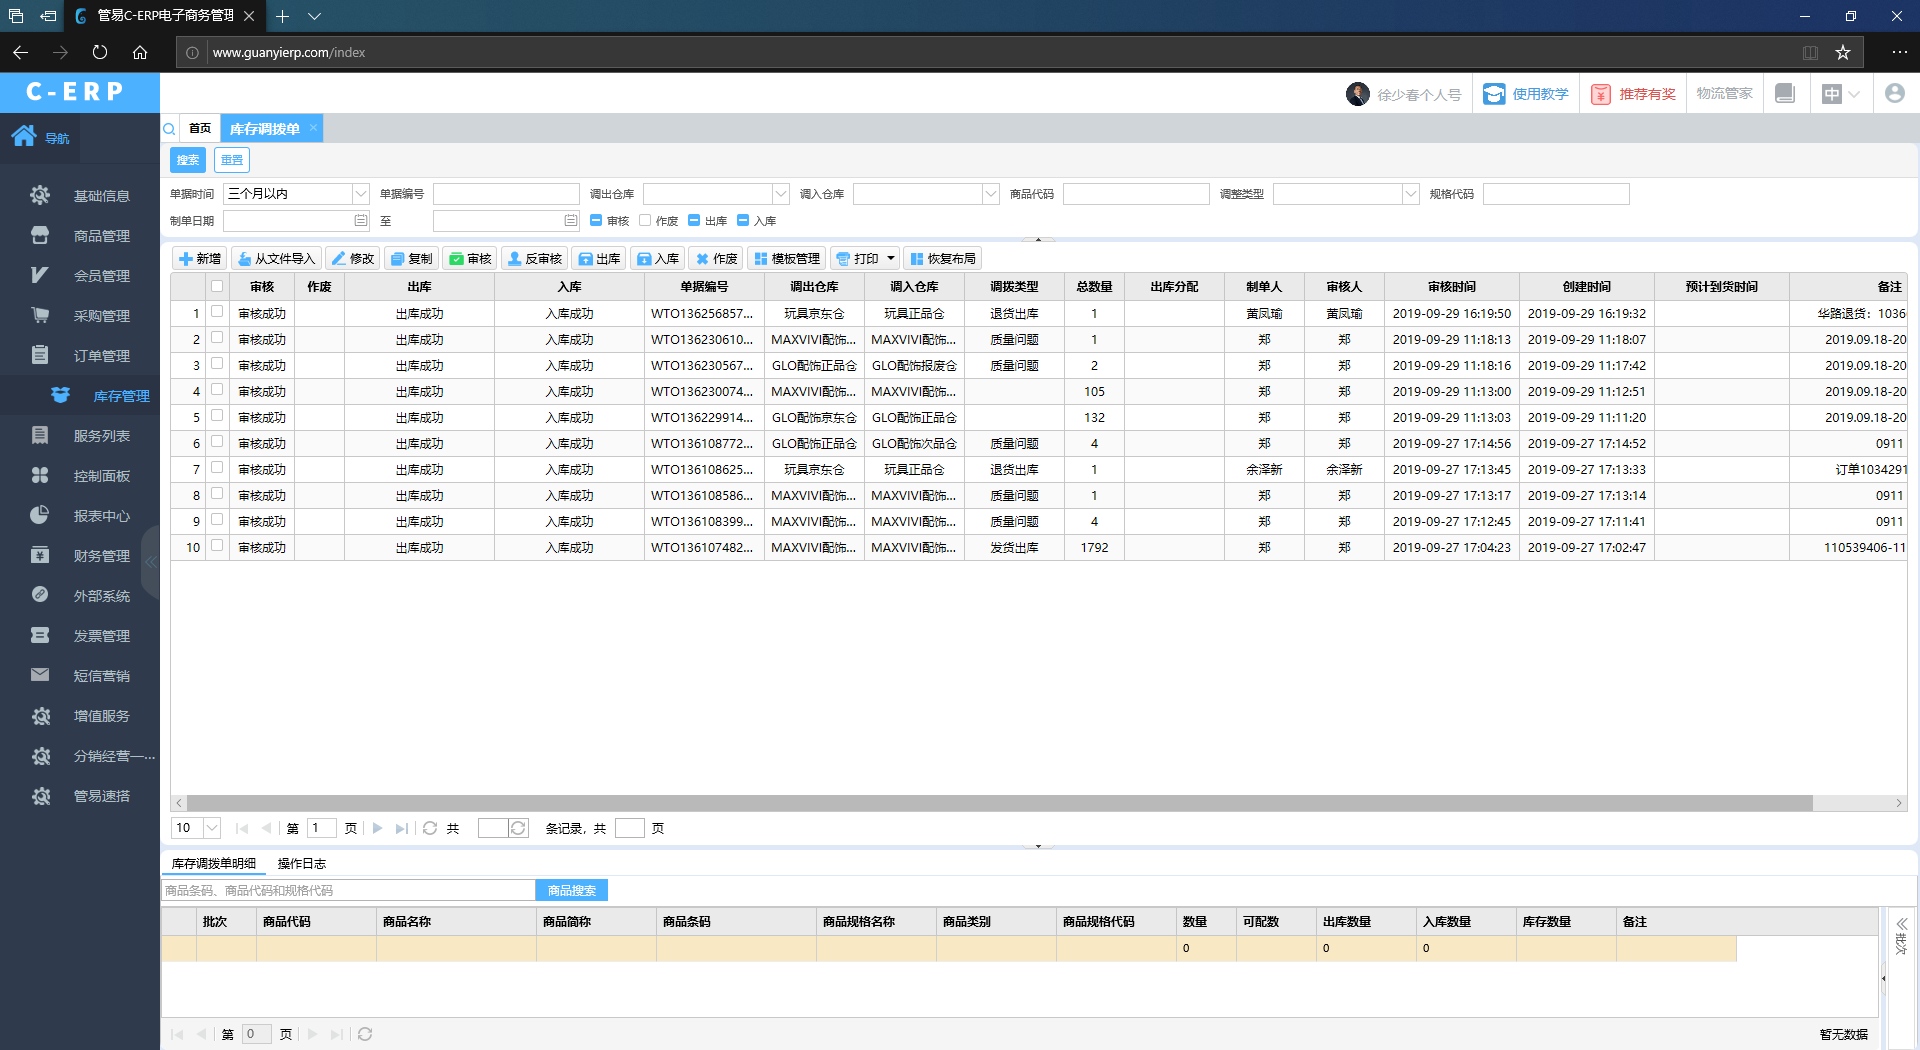 管易C-ERP电子商务管理
www.guanyierp.com/index
C-ERP
徐少春个人号 使用教学 推荐有奖 物流管家 中
导航
首页 库存调拨单
搜索 重置
单据时间 三个月以内 单据编号 调出仓库 调入仓库 商品代码 调整类型 规格代码
制单日期 至 审核 作废 出库 入库
新增 从文件导入 修改 复制 审核 反审核 出库 入库 作废 模板管理 打印 恢复布局
审核 作废 出库 入库 单据编号 调出仓库 调入仓库 调拨类型 总数量 出库分配 制单人 审核人 审核时间 创建时间 预计到货时间 备注
1 审核成功 出库成功 入库成功 WTO136256857... 玩具京东仓 玩具正品仓 退货出库 1 黄凤瑜 黄凤瑜 2019-09-29 16:19:50 2019-09-29 16:19:32 华路退货：1036
2 审核成功 出库成功 入库成功 WTO136230610... MAXVIVI配饰... MAXVIVI配饰... 质量问题 1 郑 郑 2019-09-29 11:18:13 2019-09-29 11:18:07 2019.09.18-20
3 审核成功 出库成功 入库成功 WTO136230567... GLO配饰正品仓 GLO配饰报废仓 质量问题 2 郑 郑 2019-09-29 11:18:16 2019-09-29 11:17:42 2019.09.18-20
4 审核成功 出库成功 入库成功 WTO136230074... MAXVIVI配饰... MAXVIVI配饰... 105 郑 郑 2019-09-29 11:13:00 2019-09-29 11:12:51 2019.09.18-20
5 审核成功 出库成功 入库成功 WTO136229914... GLO配饰京东仓 GLO配饰正品仓 132 郑 郑 2019-09-29 11:13:03 2019-09-29 11:11:20 2019.09.18-20
6 审核成功 出库成功 入库成功 WTO136108772... GLO配饰正品仓 GLO配饰次品仓 质量问题 4 郑 郑 2019-09-27 17:14:56 2019-09-27 17:14:52 0911
7 审核成功 出库成功 入库成功 WTO136108625... 玩具京东仓 玩具正品仓 退货出库 1 余泽新 余泽新 2019-09-27 17:13:45 2019-09-27 17:13:33 订单1034291
8 审核成功 出库成功 入库成功 WTO136108586... MAXVIVI配饰... MAXVIVI配饰... 质量问题 1 郑 郑 2019-09-27 17:13:17 2019-09-27 17:13:14 0911
9 审核成功 出库成功 入库成功 WTO136108399... MAXVIVI配饰... MAXVIVI配饰... 质量问题 4 郑 郑 2019-09-27 17:12:45 2019-09-27 17:11:41 0911
10 审核成功 出库成功 入库成功 WTO136107482... MAXVIVI配饰... MAXVIVI配饰... 发货出库 1792 郑 郑 2019-09-27 17:04:23 2019-09-27 17:02:47 110539406-11
基础信息
商品管理
会员管理
采购管理
订单管理
库存管理
服务列表
控制面板
报表中心
财务管理
外部系统
发票管理
短信营销
增值服务
分销经营一...
管易速搭
10 第 1 页 共 条记录，共 页
库存调拨单明细 操作日志
商品条码、商品代码和规格代码 商品搜索
批次 商品代码 商品名称 商品简称 商品条码 商品规格名称 商品类别 商品规格代码 数量 可配数 出库数量 入库数量 库存数量 备注
0 0 0
批次
第 0 页 暂无数据